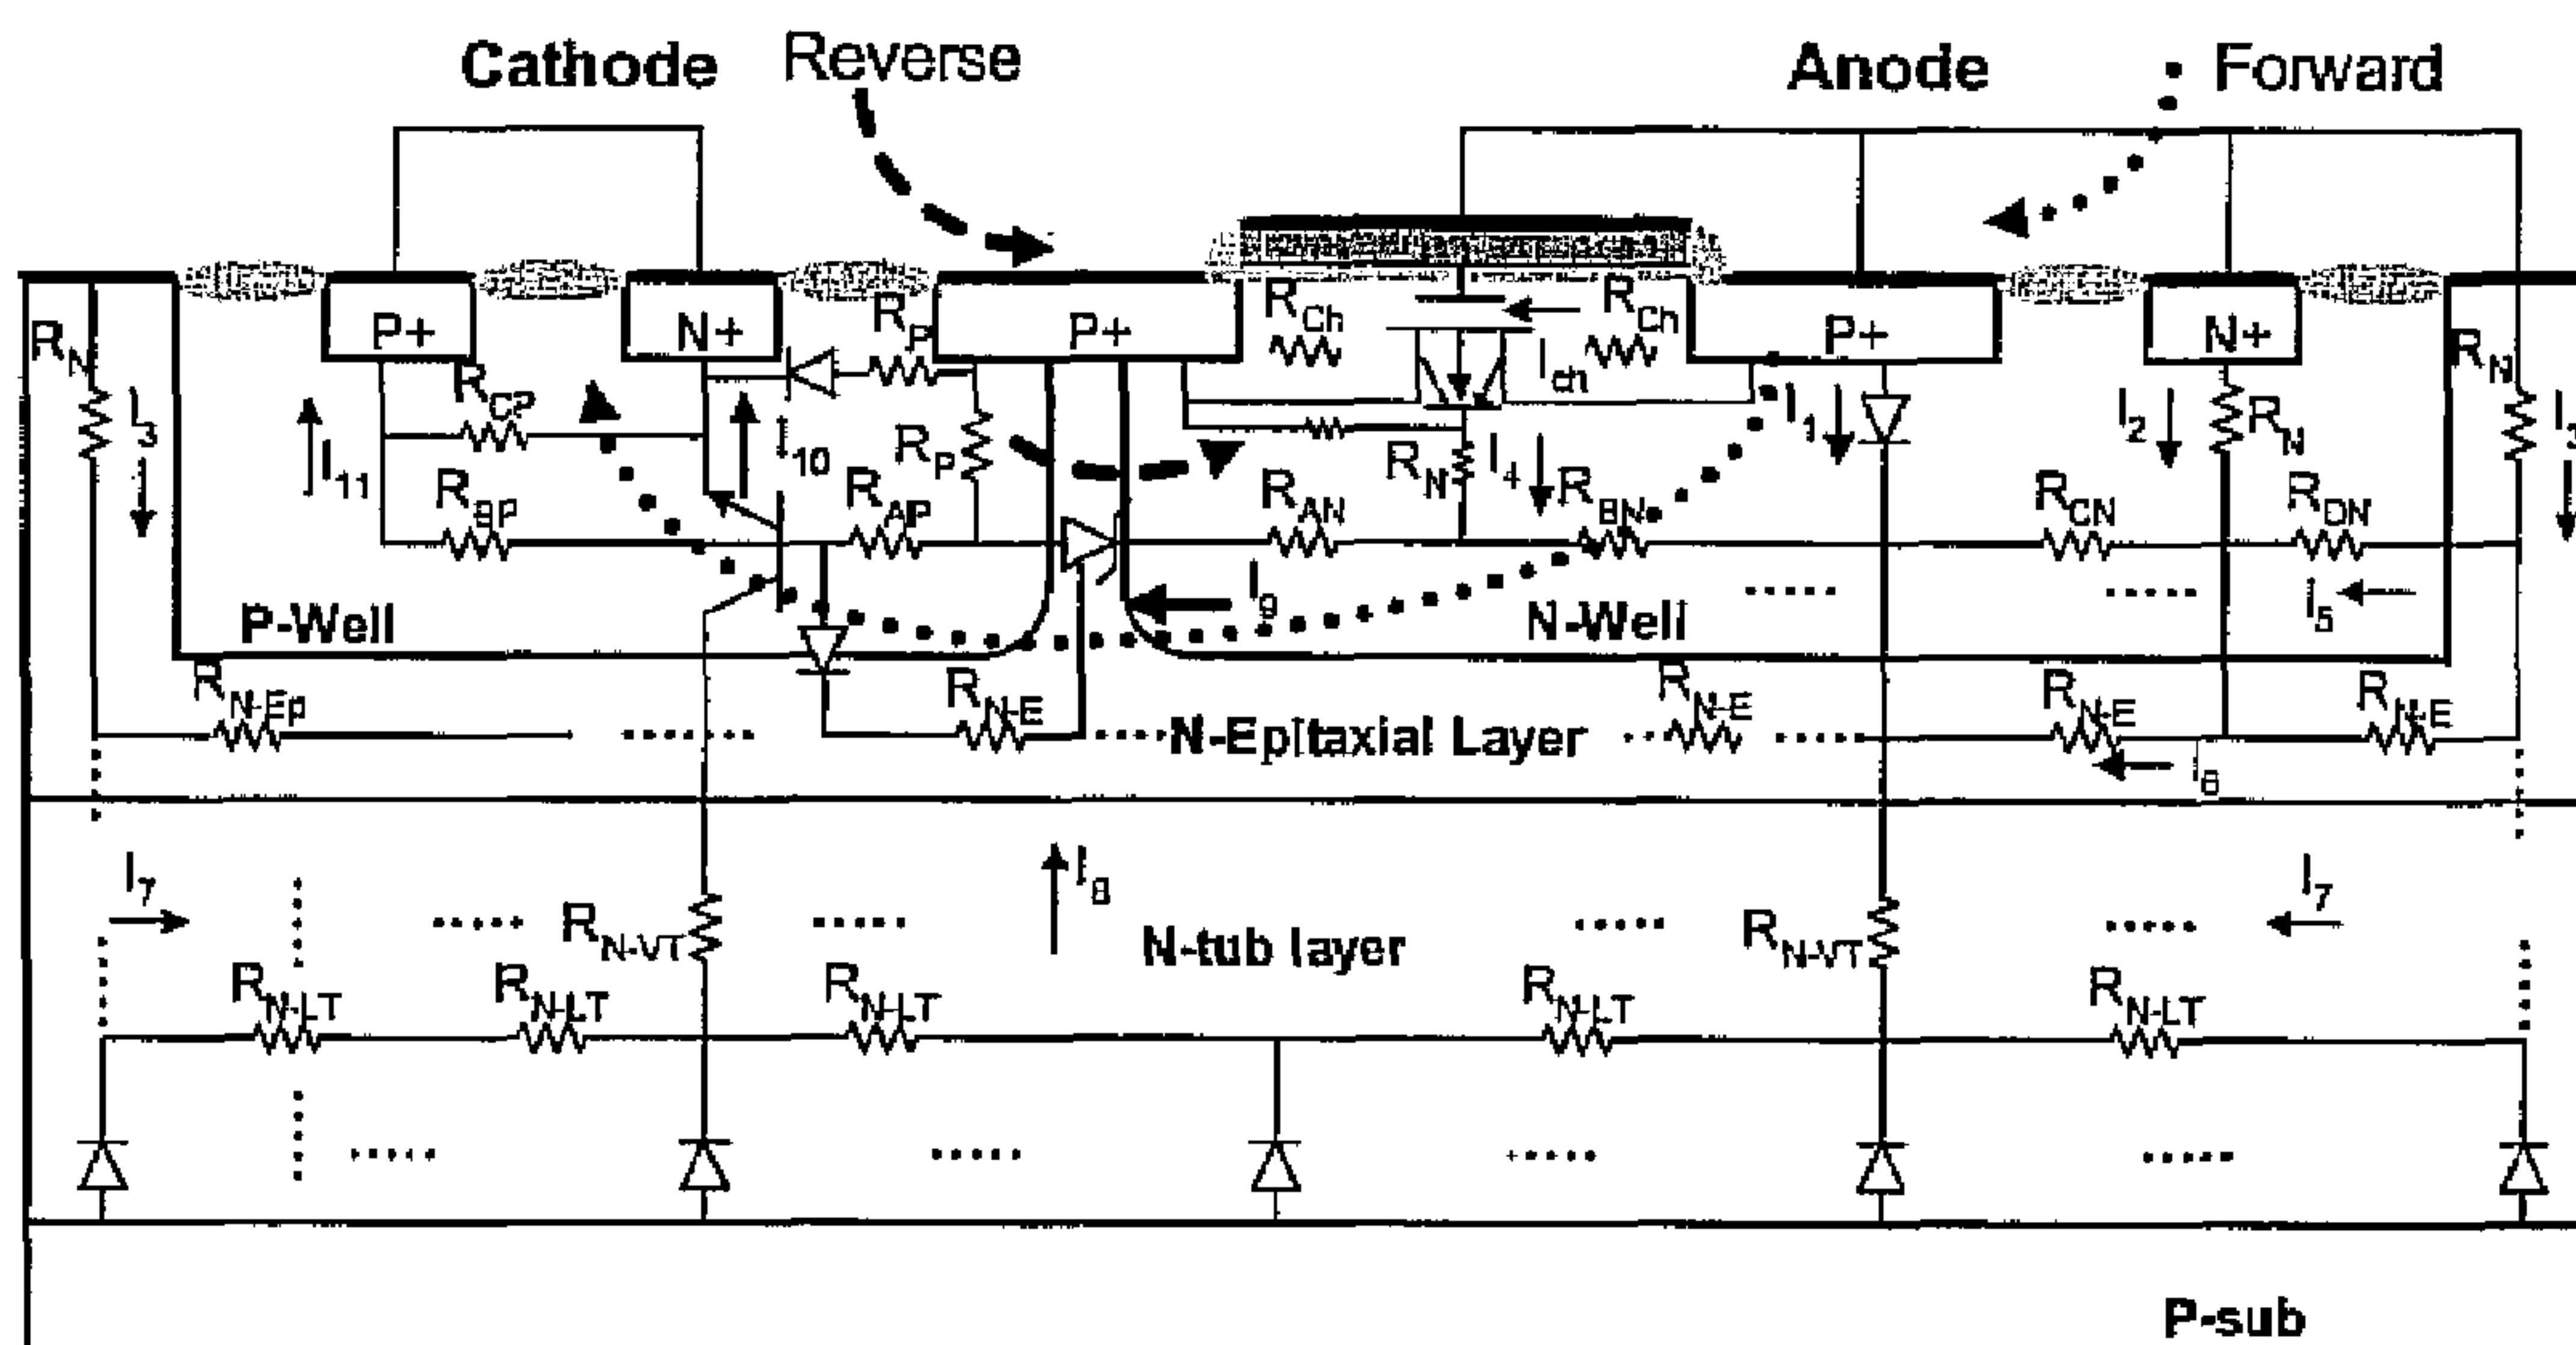 Cathode Reverse Anode Forward
P+ N+ R_P P+ R_Ch R_Ch P+ N+
R_N R_N
I_3 R_CP I_ch I_1 I_2 R_N
I_11 I_10 R_P R_N I_4
R_BP R_AP R_AN R_BN R_CN R_DN
P-Well I_9 N-Well I_5
R_N-Ep R_N-E N-Epitaxial Layer R_N-E R_N-E R_N-E
I_6
I_7 I_8 I_7
R_N-VT N-tub layer R_N-VT
R_N-LT R_N-LT R_N-LT R_N-LT R_N-LT
P-sub